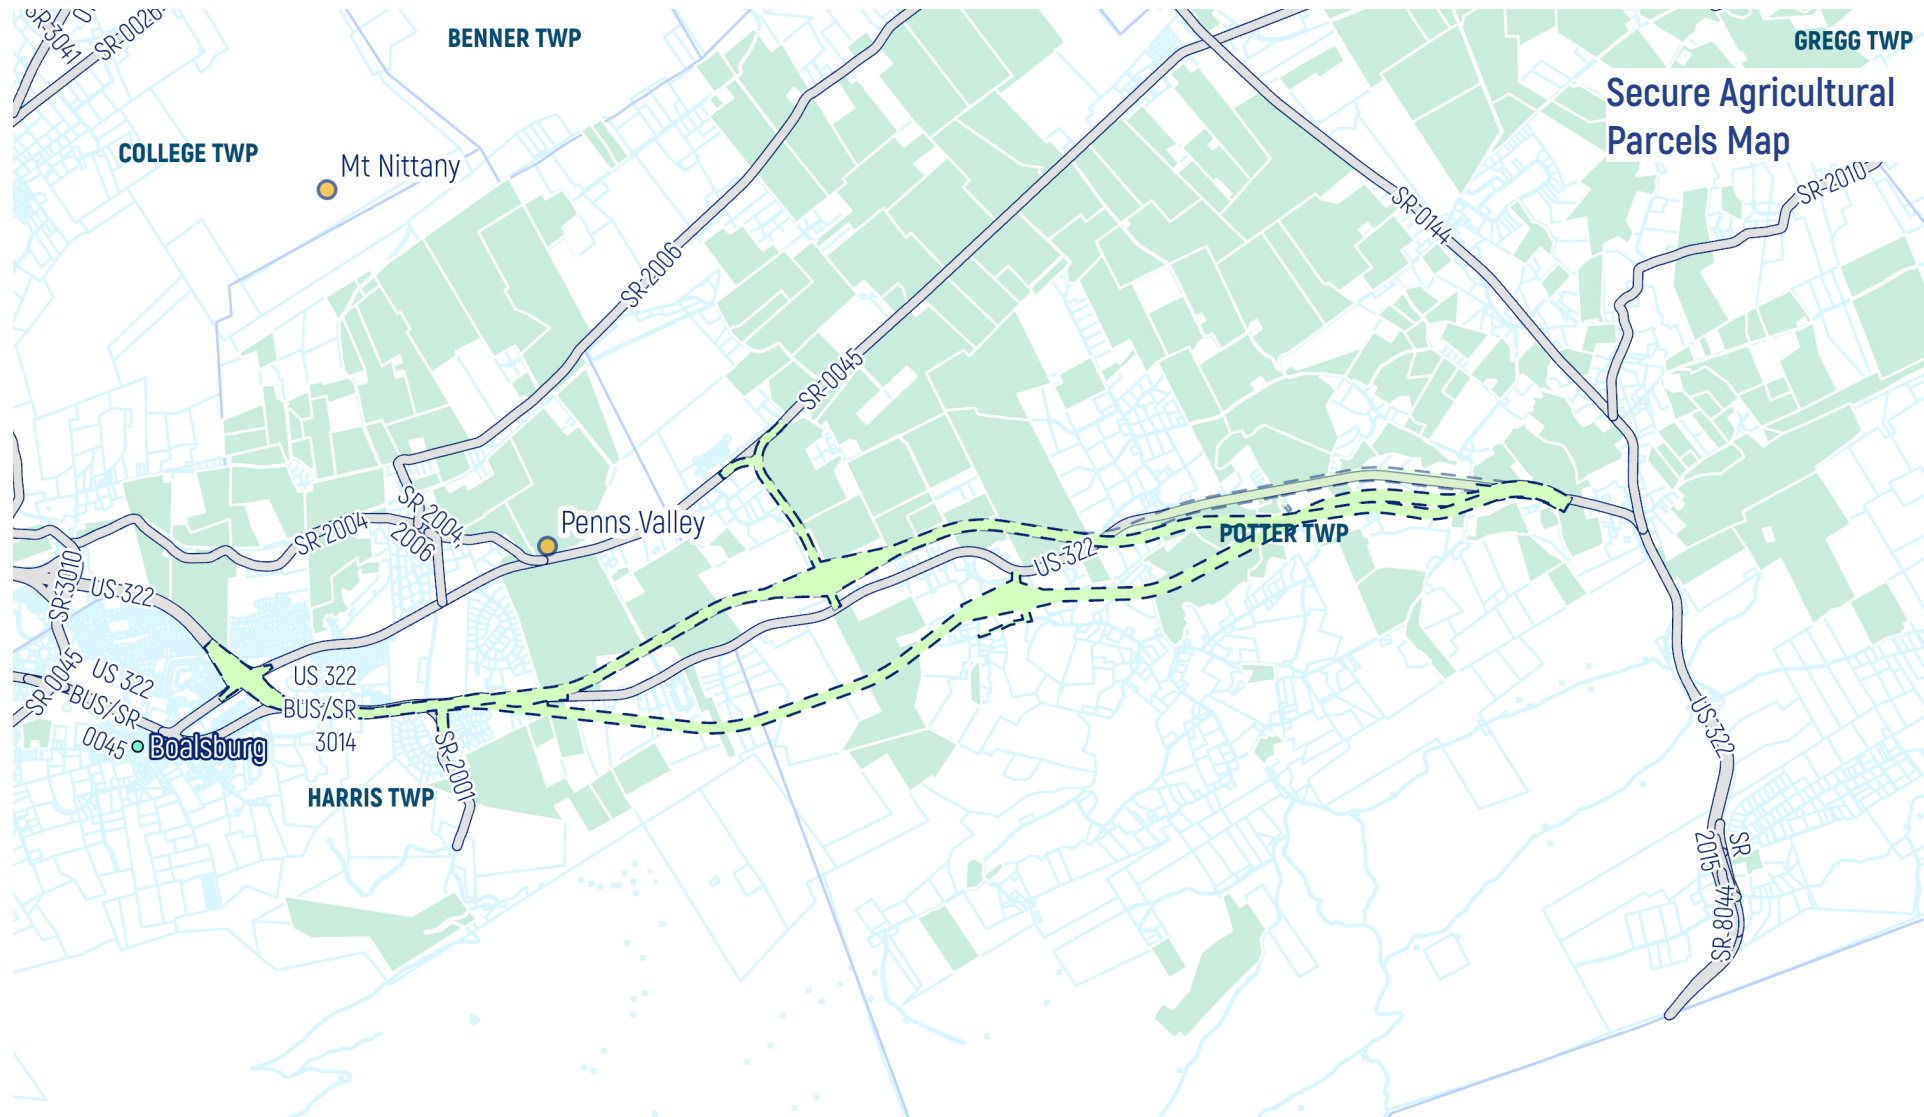 SR-3041
SR-0026
BENNER TWP
GREGG TWP
Secure Agricultural
Parcels Map
COLLEGE TWP
Mt Nittany
SR-2010
SR-0144
SR-2006
SR-0045
SR-2004
SR 2004,
2006
Penns Valley
US 322
POTTER TWP
SR 3010
US 322
US 322
BUS/SR
0045
SR-0045
US 322
BUS/SR
3014
Boalsburg
SR-2001
HARRIS TWP
US 322
SR
2015
SR-8044